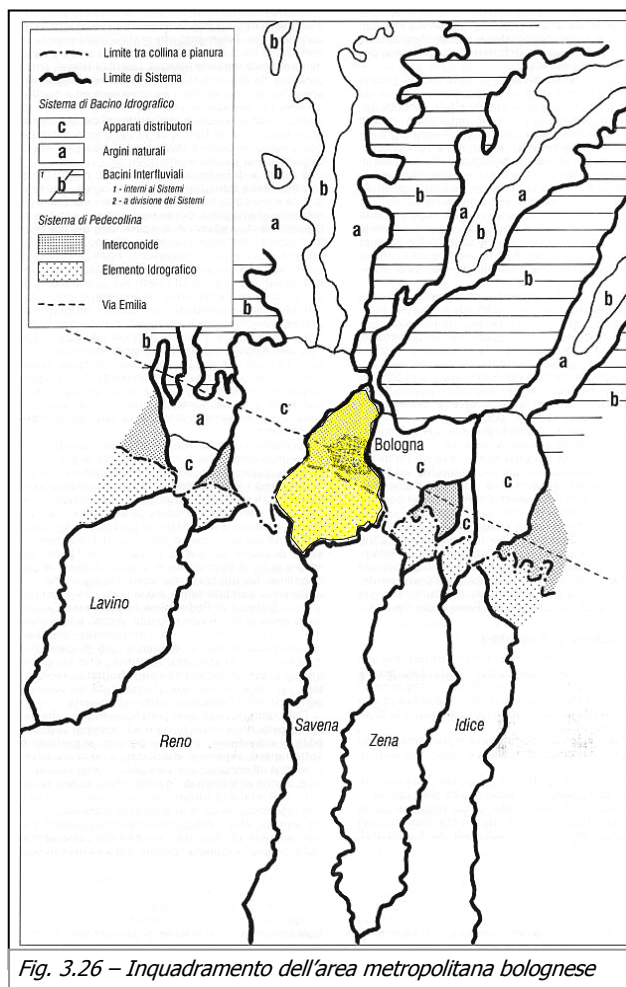 Limite tra collina e pianura
Limite di Sistema
Sistema di Bacino Idrografico
c Apparati distributori
a Argini naturali
1 b 2 Bacini Interfluviali
1 - interni ai Sistemi
2 - a divisione dei Sistemi
Sistema di Pedecollina
Interconoide
Elemento Idrografico
Via Emilia
b
b
b
a
a
b
a
b
b
b
a
b
b
a
c
Bologna
c
c
c
c
Lavino
Reno
Savena
Zena
Idice
Fig. 3.26 – Inquadramento dell'area metropolitana bolognese